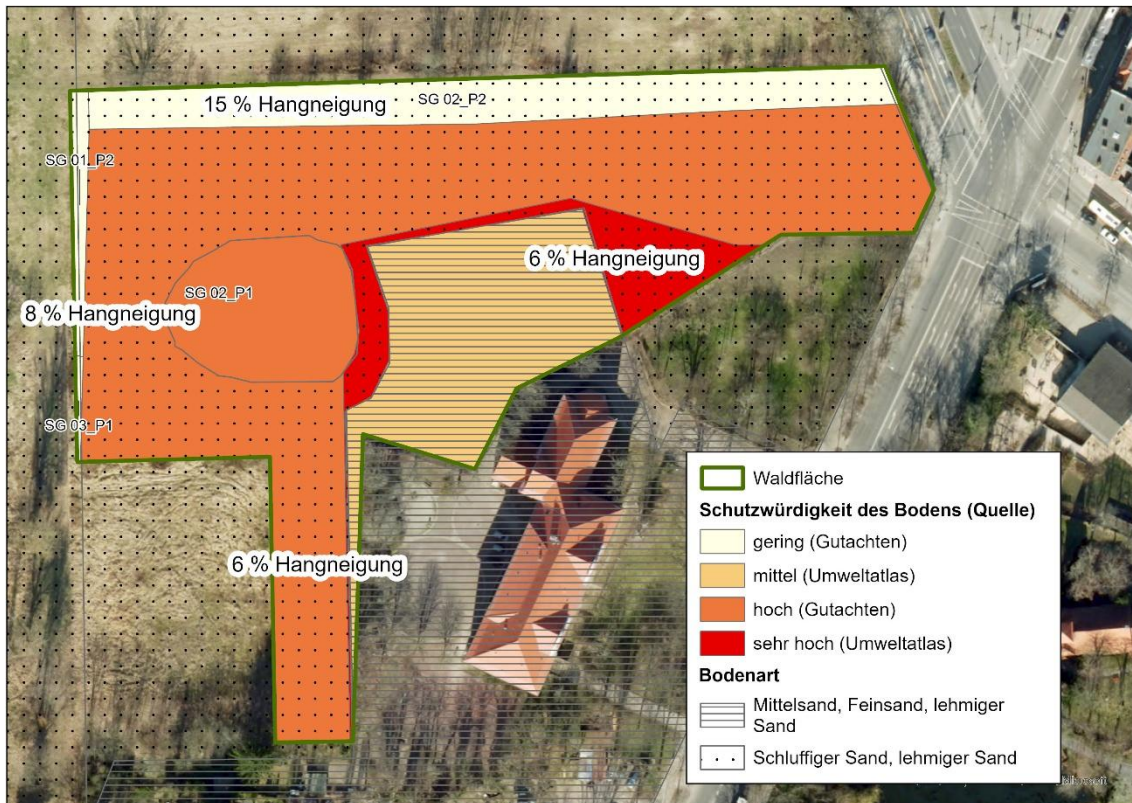 15 % Hangneigung
SG 02_P2
SG 01_P2
6 % Hangneigung
SG 02_P1
8 % Hangneigung
SG 03_P1
6 % Hangneigung
Waldfläche
Schutzwürdigkeit des Bodens (Quelle)
gering (Gutachten)
mittel (Umweltatlas)
hoch (Gutachten)
sehr hoch (Umweltatlas)
Bodenart
Mittelsand, Feinsand, lehmiger
Sand
Schluffiger Sand, lehmiger Sand